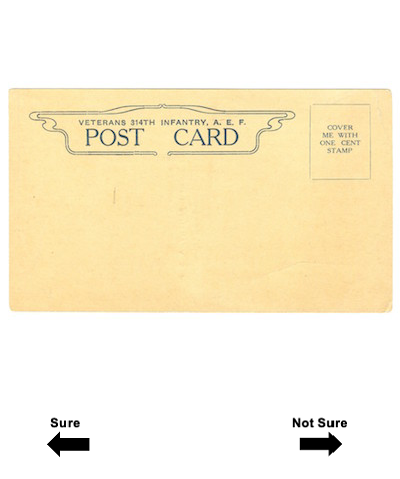 VETERANS 314TH INFANTRY, A. E. F.
POST CARD
COVER
ME WITH
ONE CENT
STAMP
Sure
Not Sure